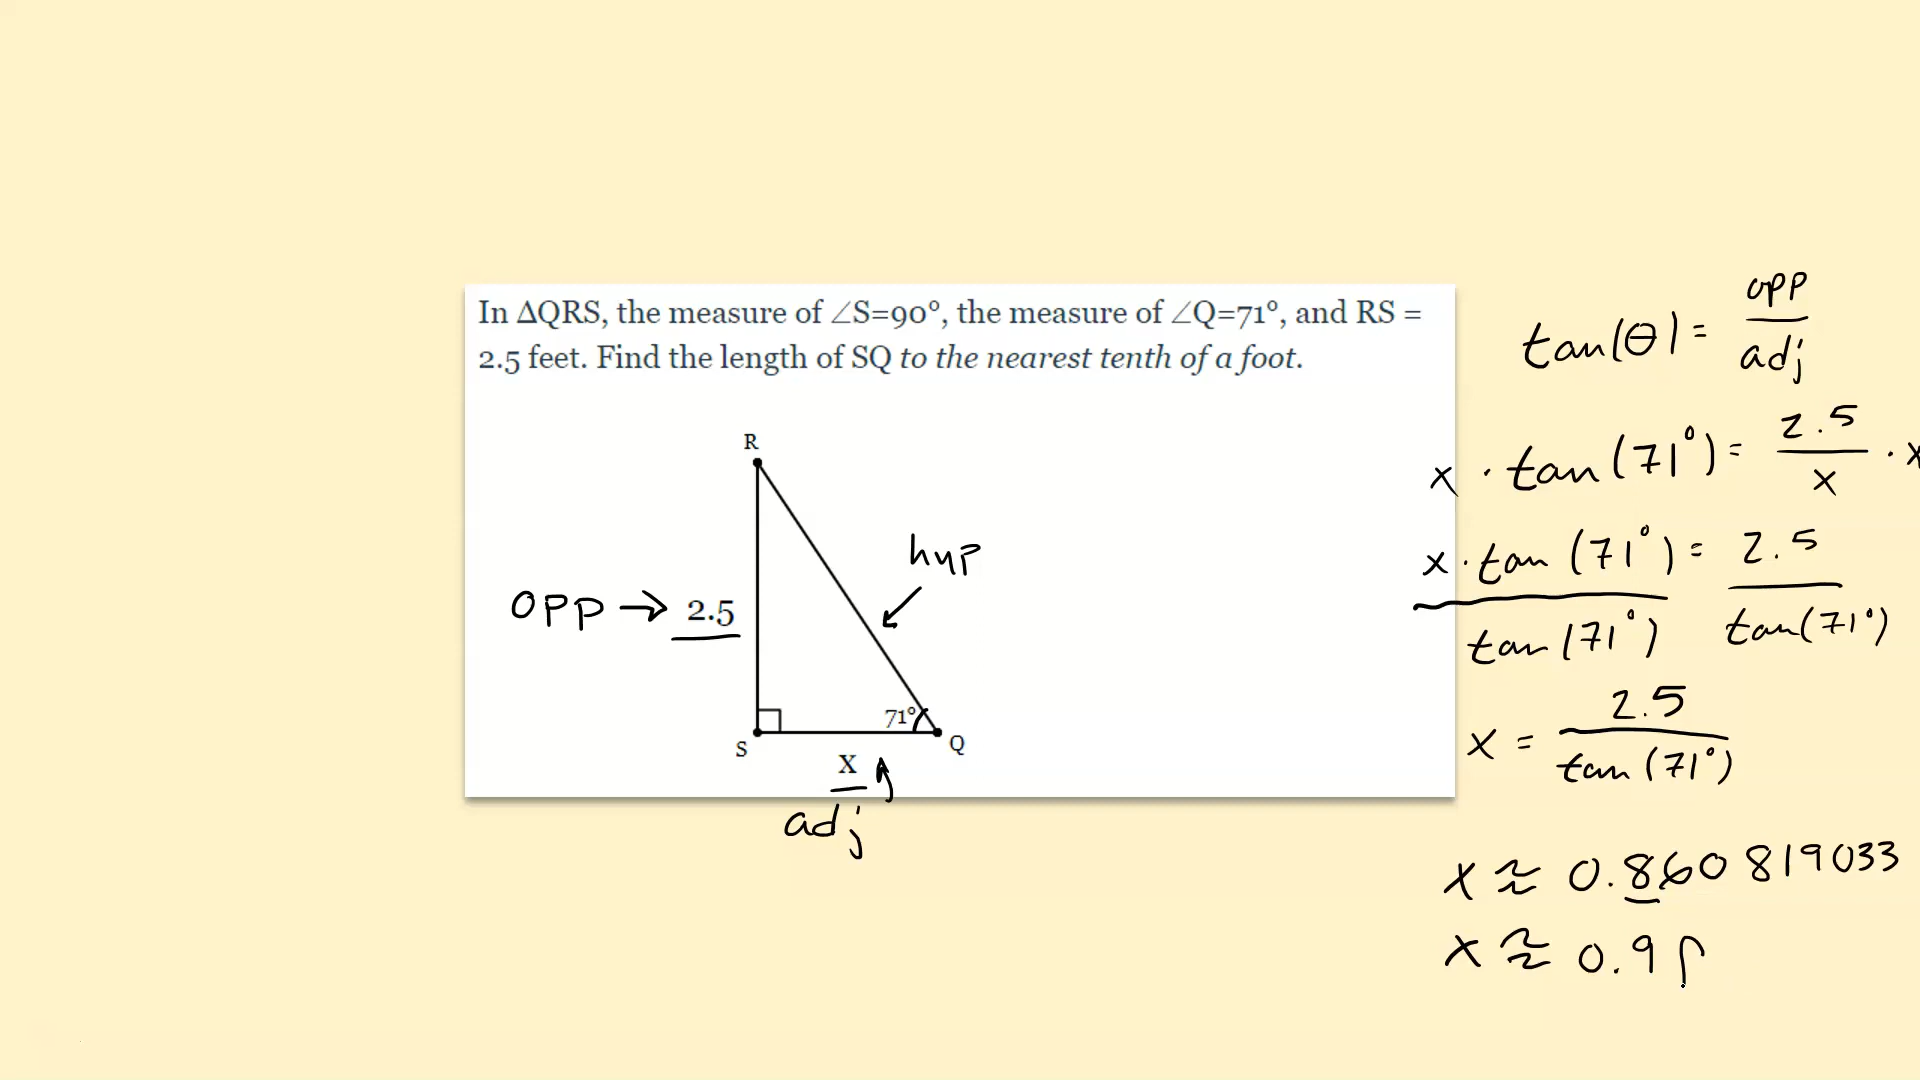 In ΔQRS, the measure of ∠S=90°, the measure of ∠Q=71°, and RS =
2.5 feet. Find the length of SQ to the nearest tenth of a foot.
R
hyp
opp → 2.5
71°
S
Q
x
adj
tan(θ) = opp/adj
x · tan(71°) = 2.5/x · x
x · tan(71°)/tan(71°) = 2.5/tan(71°)
x = 2.5/tan(71°)
x ≈ 0.860819033
x ≈ 0.9 f